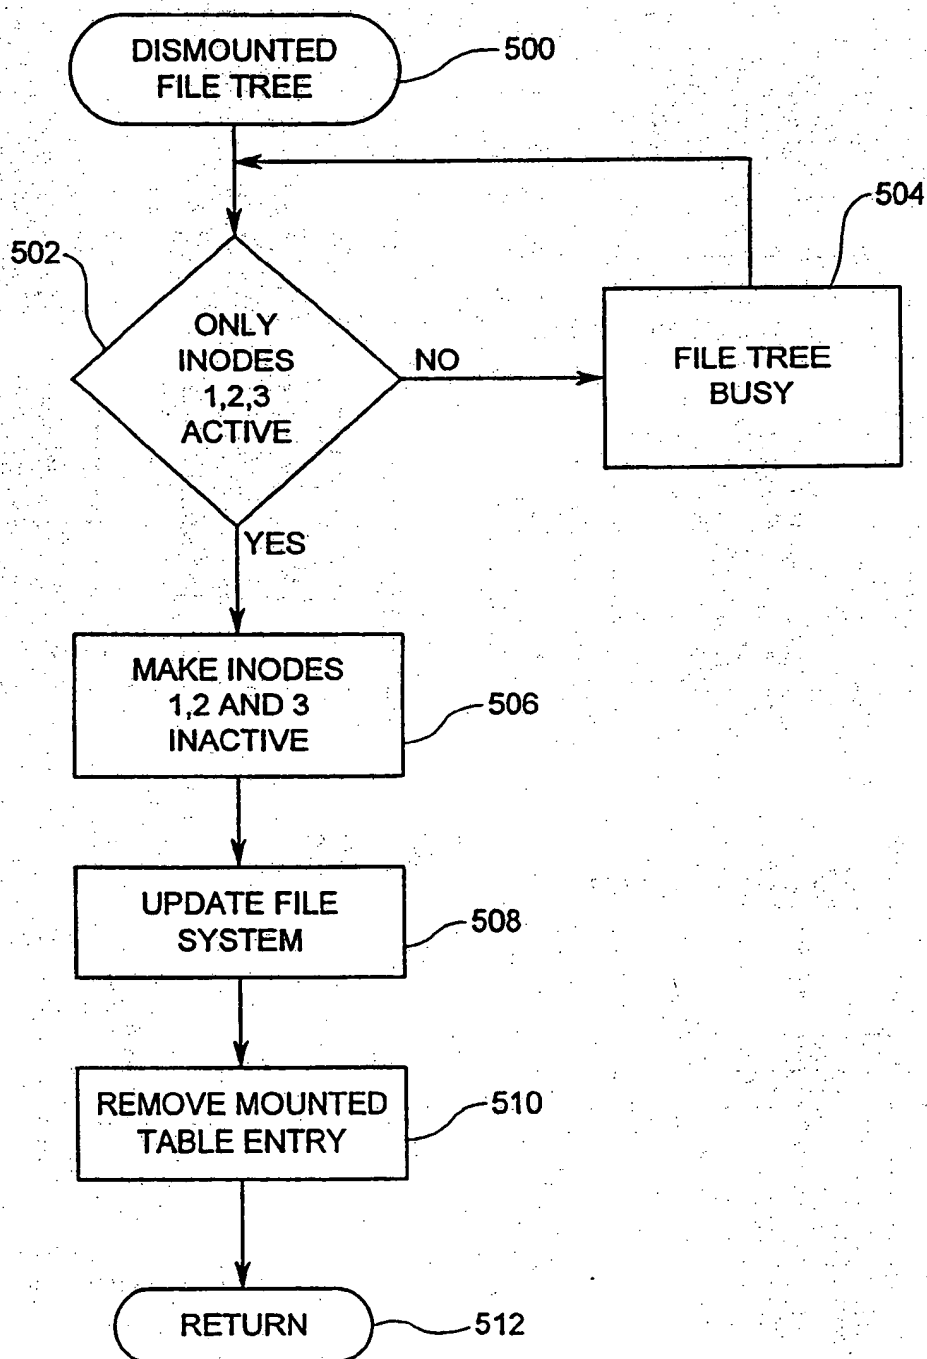 DISMOUNTED
FILE TREE
500
504
502
ONLY
INODES
1,2,3
ACTIVE
NO
FILE TREE
BUSY
YES
MAKE INODES
1,2 AND 3
INACTIVE
506
UPDATE FILE
SYSTEM
508
REMOVE MOUNTED
TABLE ENTRY
510
RETURN
512